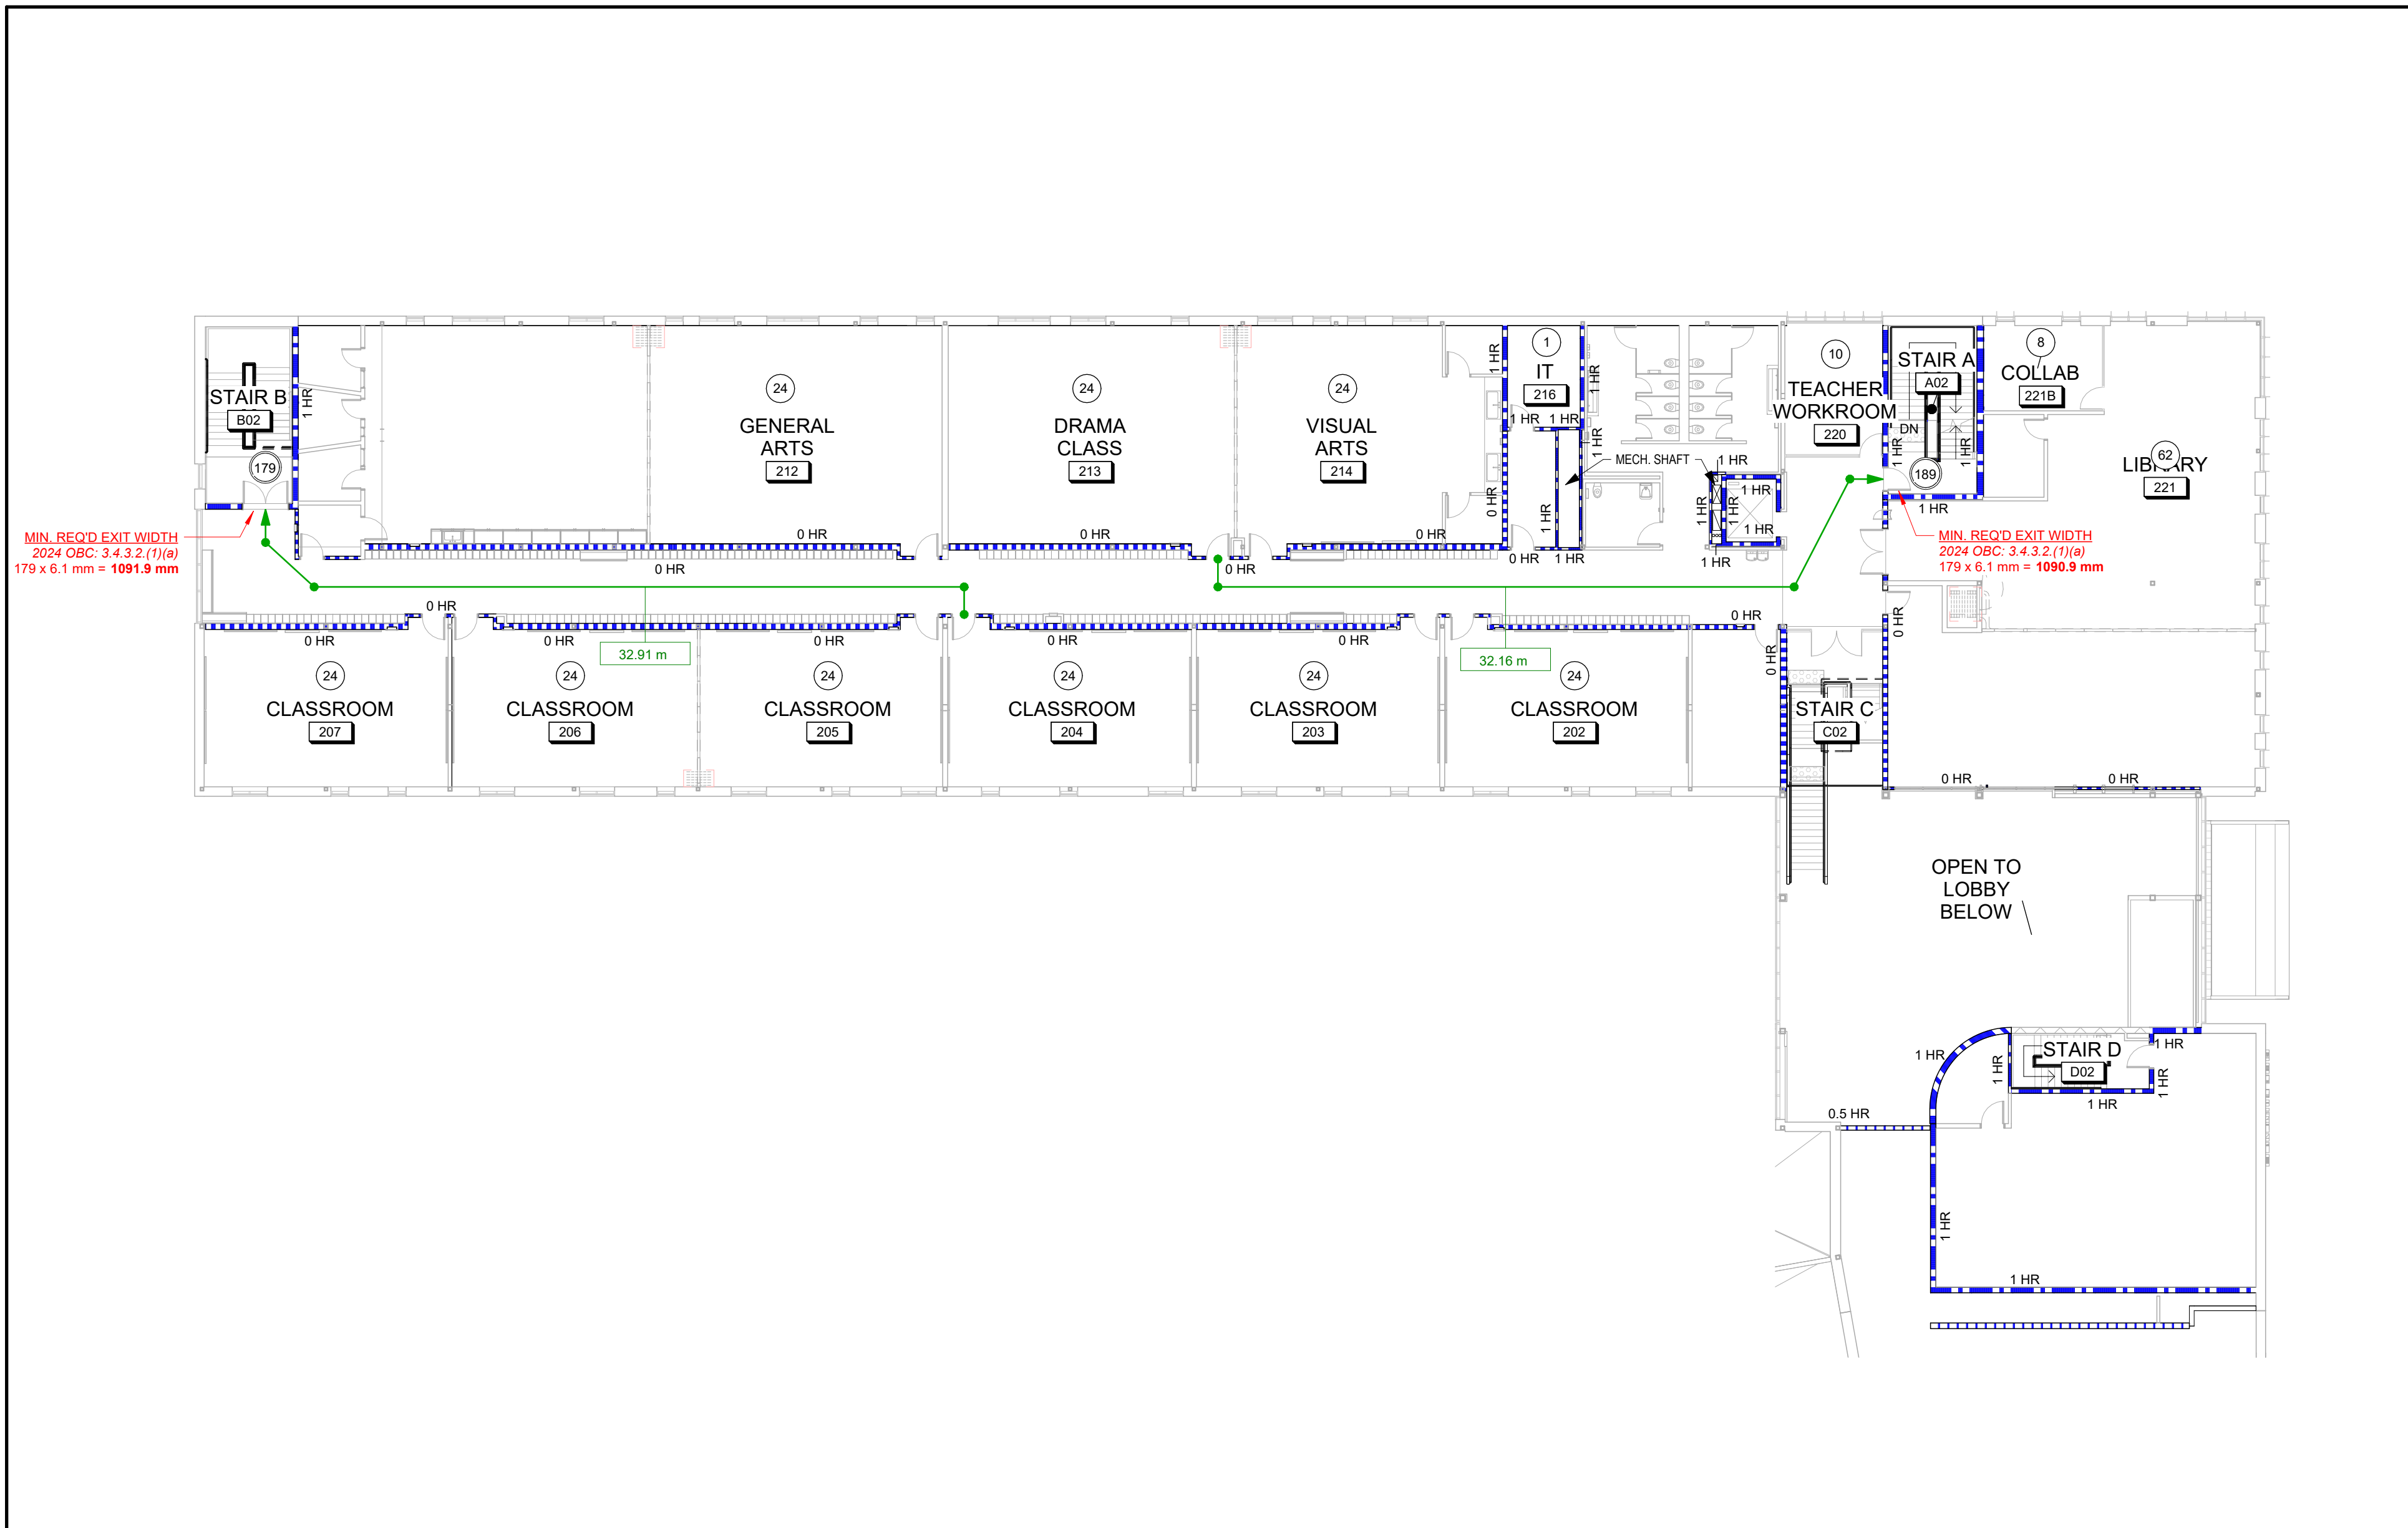 STAIR B
B02
1 HR
179
MIN. REQ'D EXIT WIDTH
2024 OBC: 3.4.3.2.(1)(a)
179 x 6.1 mm = 1091.9 mm
24
GENERAL
ARTS
212
0 HR
0 HR
24
DRAMA
CLASS
213
0 HR
24
VISUAL
ARTS
214
0 HR
0 HR
0 HR
1 HR
1
IT
216
1 HR
1 HR
1 HR
1 HR
1 HR
0 HR
1 HR
MECH. SHAFT
1 HR
1 HR
1 HR
1 HR
1 HR
1 HR
10
TEACHER
WORKROOM
220
STAIR A
A02
DN
1 HR
1 HR
189
1 HR
8
COLLAB
221B
62
LIBRARY
221
MIN. REQ'D EXIT WIDTH
2024 OBC: 3.4.3.2.(1)(a)
179 x 6.1 mm = 1090.9 mm
0 HR
0 HR
24
CLASSROOM
207
0 HR
24
CLASSROOM
206
32.91 m
0 HR
24
CLASSROOM
205
0 HR
24
CLASSROOM
204
0 HR
24
CLASSROOM
203
32.16 m
24
CLASSROOM
202
0 HR
0 HR
STAIR C
C02
0 HR
0 HR
0 HR
OPEN TO
LOBBY
BELOW
1 HR
1 HR
STAIR D
D02
1 HR
1 HR
1 HR
0.5 HR
1 HR
1 HR